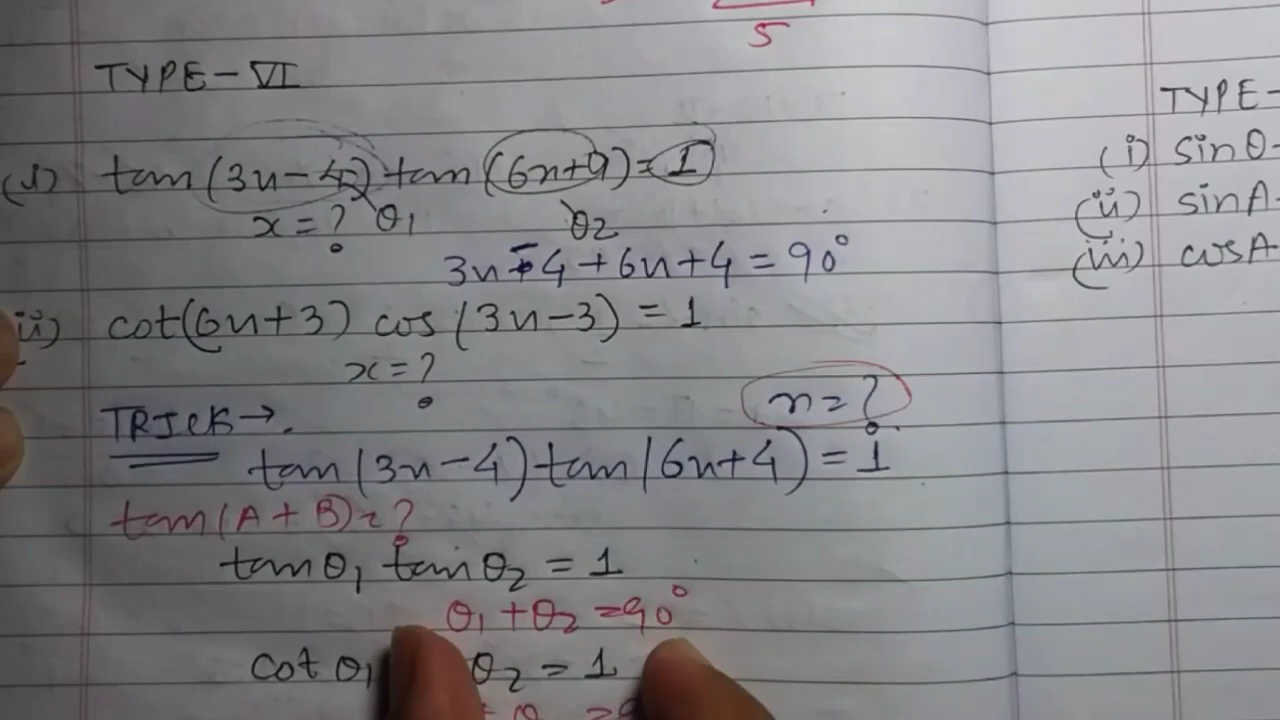 5
TYPE-VI
TYPE-
(i) tan(3x-4) tan(6x+4)=1
x=? θ1 θ2
3x-4+6x+4=90°
(i) sinθ-
(ii) sinA-
(iii) cosA-
ii) cot(6x+3) cos(3x-3)=1
x=?
x=?
TRICK→.
tan(3x-4) tan(6x+4)=1
tan(A+B)=?
tanθ1 tanθ2=1
θ1+θ2=90°
cotθ1 θ2=1